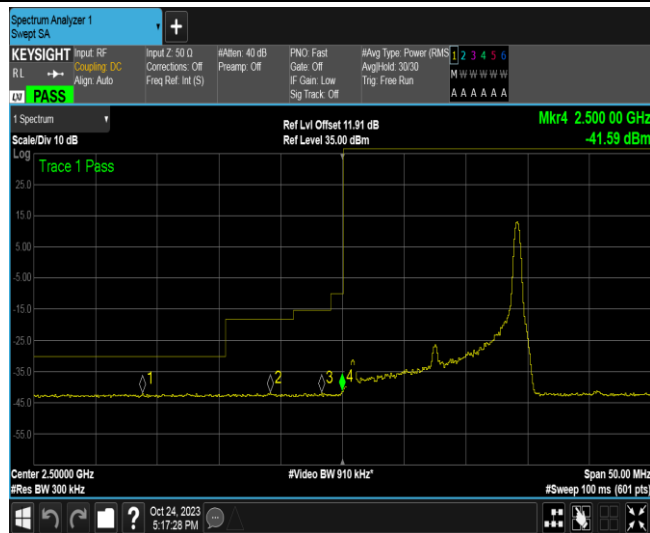 Spectrum Analyzer 1
Swept SA
+
KEYSIGHT
Input: RF
Coupling: DC
Align: Auto
Input Z: 50 Ω
Corrections: Off
Freq Ref: Int (S)
#Atten: 40 dB
Preamp: Off
PNO: Fast
Gate: Off
IF Gain: Low
Sig Track: Off
#Avg Type: Power (RMS
Avg|Hold: 30/30
Trig: Free Run
1 2 3 4 5 6
M W W W W W
A A A A A A
R L
LXI PASS
1 Spectrum
Scale/Div 10 dB
Ref Lvl Offset 11.91 dB
Ref Level 35.00 dBm
Mkr4 2.500 00 GHz
-41.59 dBm
Log
Trace 1 Pass
25.0
15.0
5.00
-5.00
-15.0
-25.0
-35.0
-45.0
-55.0
1
2
3
4
Center 2.50000 GHz
#Res BW 300 kHz
#Video BW 910 kHz*
Span 50.00 MHz
#Sweep 100 ms (601 pts)
?
Oct 24, 2023
5:17:28 PM